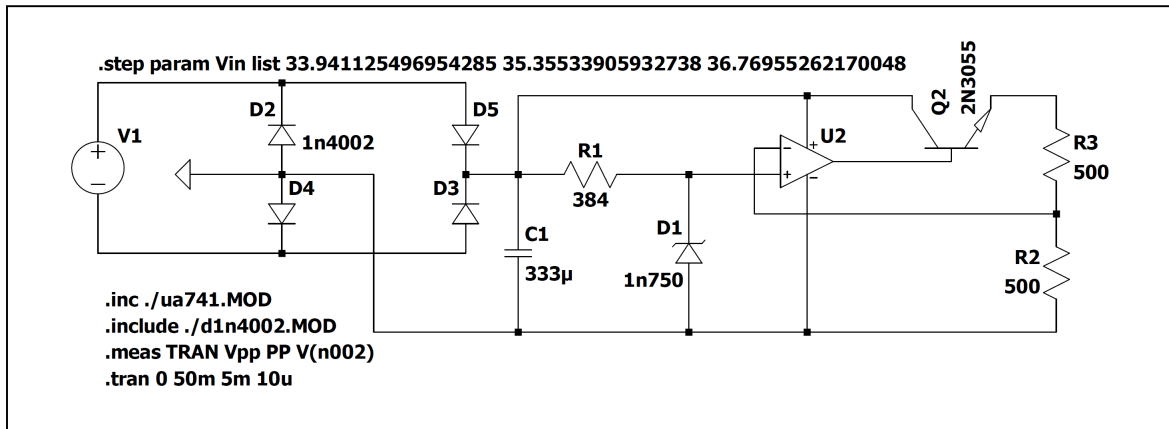 .step param Vin list 33.941125496954285 35.35533905932738 36.76955262170048
D2
D5
Q2
2N3055
V1
1n4002
U2
R1
R3
D4
D3
384
500
D1
C1
R2
333µ
1n750
500
.inc ./ua741.MOD
.include ./d1n4002.MOD
.meas TRAN Vpp PP V(n002)
.tran 0 50m 5m 10u